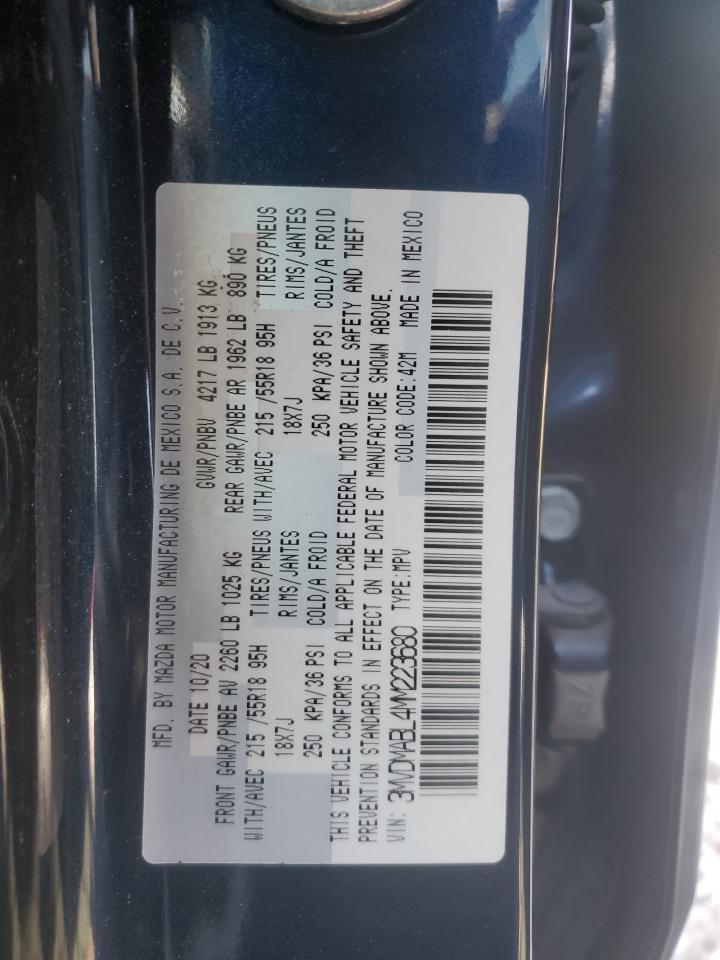 MFD. BY MAZDA MOTOR MANUFACTURING DE MEXICO S.A. DE C.V.
DATE 10/20 GVWR/PNBV 4217 LB 1913 KG
FRONT GAWR/PNBE AV 2260 LB 1025 KG REAR GAWR/PNBE AR 1962 LB 890 KG
WITH/AVEC 215 /55R18 95H TIRES/PNEUS WITH/AVEC 215 /55R18 95H TIRES/PNEUS
18X7J RIMS/JANTES 18X7J RIMS/JANTES
250 KPA/36 PSI COLD/A FROID 250 KPA/36 PSI COLD/A FROID
THIS VEHICLE CONFORMS TO ALL APPLICABLE FEDERAL MOTOR VEHICLE SAFETY AND THEFT
PREVENTION STANDARDS IN EFFECT ON THE DATE OF MANUFACTURE SHOWN ABOVE.
VIN: 3MVDMABL4MM223680 TYPE:MPV COLOR CODE:42M MADE IN MEXICO